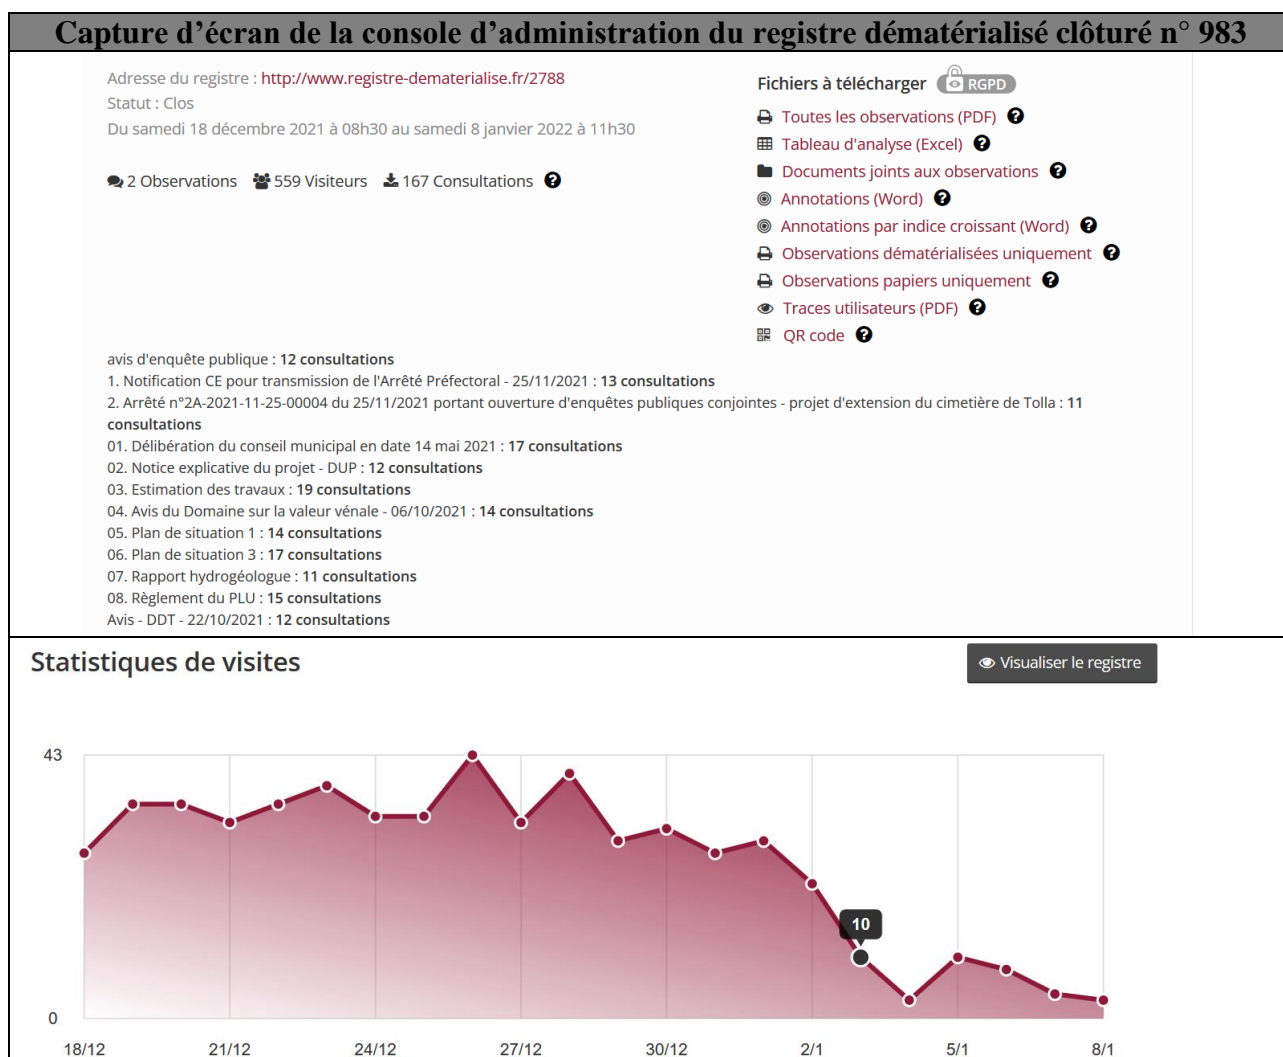 Capture d’écran de la console d’administration du registre dématérialisé clôturé n° 983
Adresse du registre : http://www.registre-dematerialise.fr/2788
Statut : Clos
Du samedi 18 décembre 2021 à 08h30 au samedi 8 janvier 2022 à 11h30
2 Observations 559 Visiteurs 167 Consultations ?
Fichiers à télécharger RGPD
Toutes les observations (PDF) ?
Tableau d'analyse (Excel) ?
Documents joints aux observations ?
Annotations (Word) ?
Annotations par indice croissant (Word) ?
Observations dématérialisées uniquement ?
Observations papiers uniquement ?
Traces utilisateurs (PDF) ?
QR code ?
avis d'enquête publique : 12 consultations
1. Notification CE pour transmission de l'Arrêté Préfectoral - 25/11/2021 : 13 consultations
2. Arrêté n°2A-2021-11-25-00004 du 25/11/2021 portant ouverture d'enquêtes publiques conjointes - projet d'extension du cimetière de Tolla : 11
consultations
01. Délibération du conseil municipal en date 14 mai 2021 : 17 consultations
02. Notice explicative du projet - DUP : 12 consultations
03. Estimation des travaux : 19 consultations
04. Avis du Domaine sur la valeur vénale - 06/10/2021 : 14 consultations
05. Plan de situation 1 : 14 consultations
06. Plan de situation 3 : 17 consultations
07. Rapport hydrogéologue : 11 consultations
08. Règlement du PLU : 15 consultations
Avis - DDT - 22/10/2021 : 12 consultations
Statistiques de visites
Visualiser le registre
43
10
0
18/12 21/12 24/12 27/12 30/12 2/1 5/1 8/1